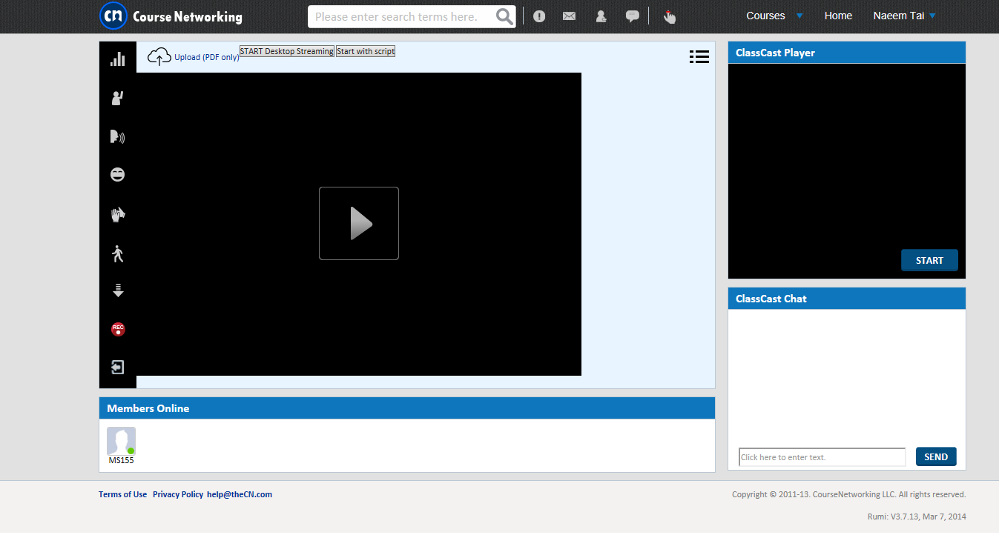 cn Course Networking
Please enter search terms here.
Courses Home Naeem Tai
Upload (PDF only) START Desktop Streaming Start with script
REC
Members Online
MS155
ClassCast Player
START
ClassCast Chat
Click here to enter text.
SEND
Terms of Use Privacy Policy help@theCN.com
Copyright © 2011-13. CourseNetworking LLC. All rights reserved.
Rumi: V3.7.13, Mar 7, 2014